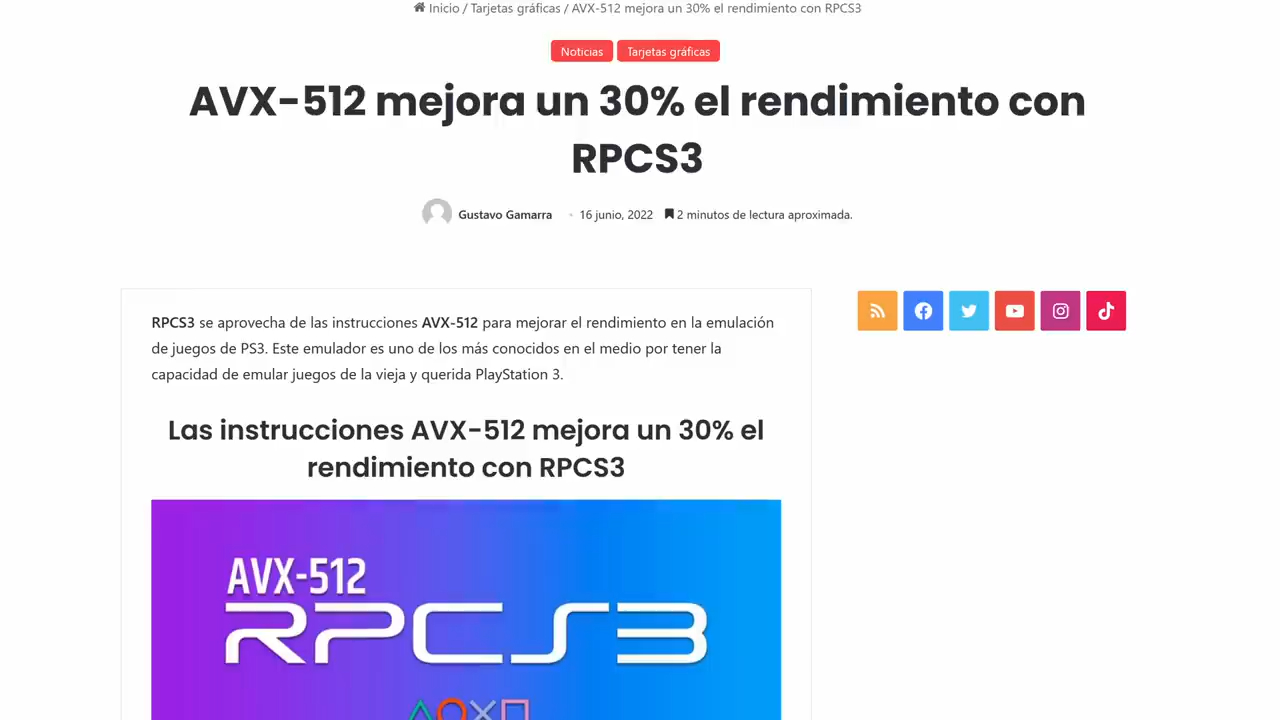 Inicio / Tarjetas gráficas / AVX-512 mejora un 30% el rendimiento con RPCS3
Noticias Tarjetas gráficas
AVX-512 mejora un 30% el rendimiento con
RPCS3
Gustavo Gamarra 16 junio, 2022 2 minutos de lectura aproximada.
RPCS3 se aprovecha de las instrucciones AVX-512 para mejorar el rendimiento en la emulación
de juegos de PS3. Este emulador es uno de los más conocidos en el medio por tener la
capacidad de emular juegos de la vieja y querida PlayStation 3.
Las instrucciones AVX-512 mejora un 30% el
rendimiento con RPCS3
AVX-512
RPCS3